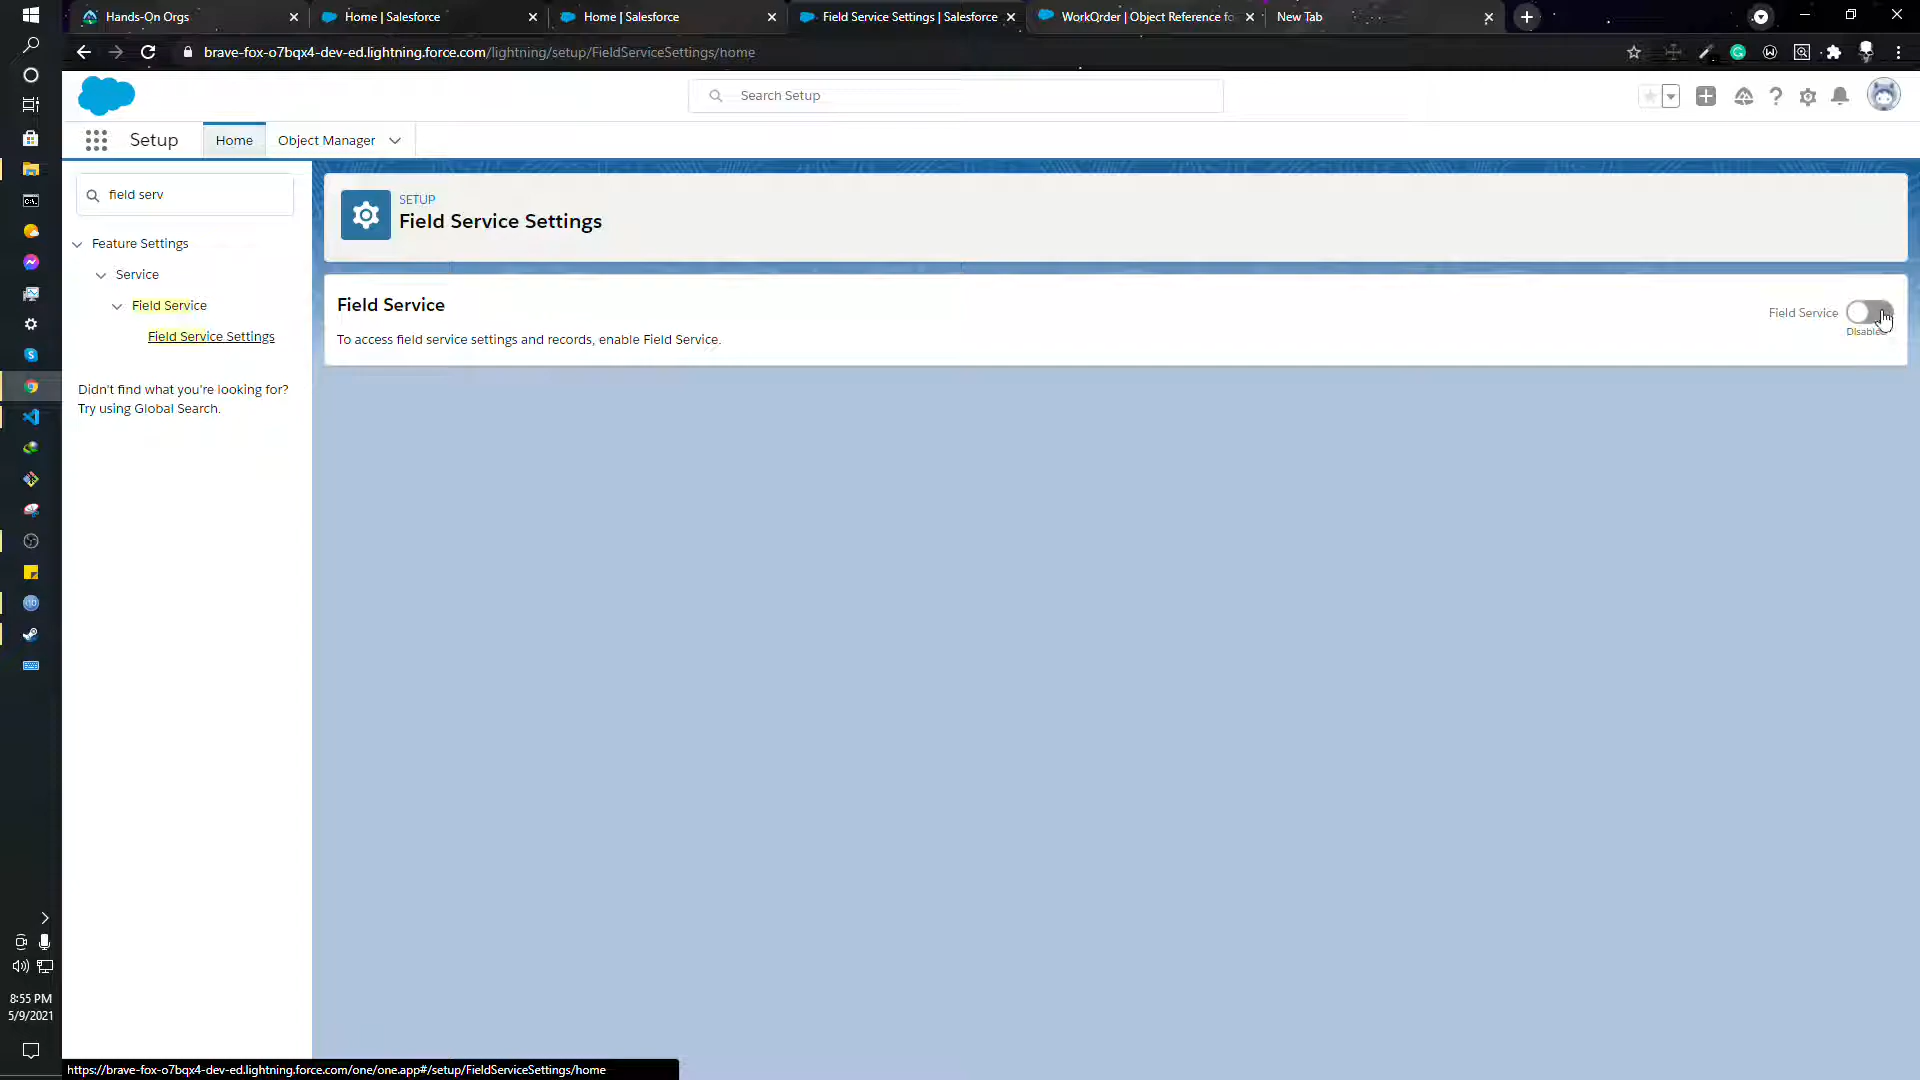 Hands-On Orgs
Home | Salesforce
Home | Salesforce
Field Service Settings | Salesforce
WorkOrder | Object Reference fo
New Tab
brave-fox-o7bqx4-dev-ed.lightning.force.com/lightning/setup/FieldServiceSettings/home
Search Setup
Setup
Home
Object Manager
field serv
SETUP
Field Service Settings
Feature Settings
Service
Field Service
Field Service Settings
Didn't find what you're looking for?
Try using Global Search.
Field Service
To access field service settings and records, enable Field Service.
Field Service
Disabled
8:55 PM
5/9/2021
https://brave-fox-o7bqx4-dev-ed.lightning.force.com/one/one.app#/setup/FieldServiceSettings/home